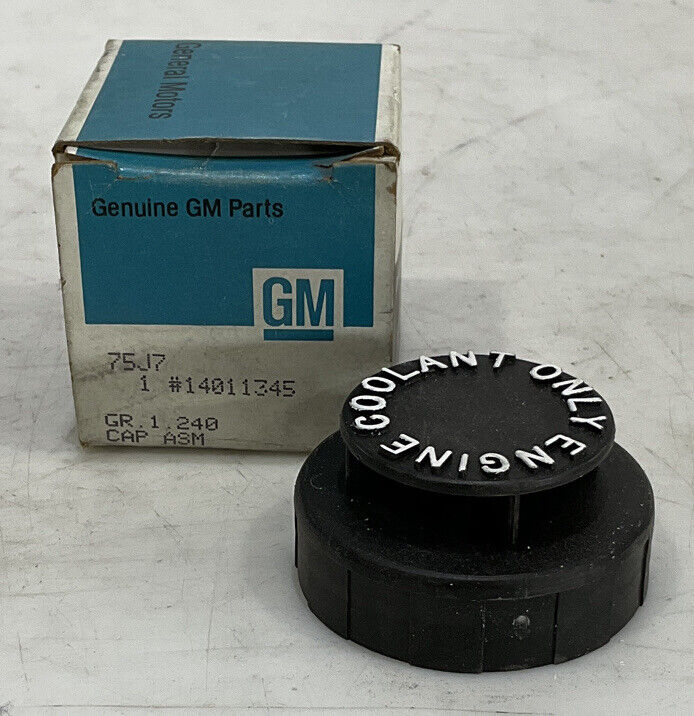 General Motors
Genuine GM Parts
GM
75J7
1 #14011345
GR.1.240
CAP ASM
ENGINE COOLANT ONLY